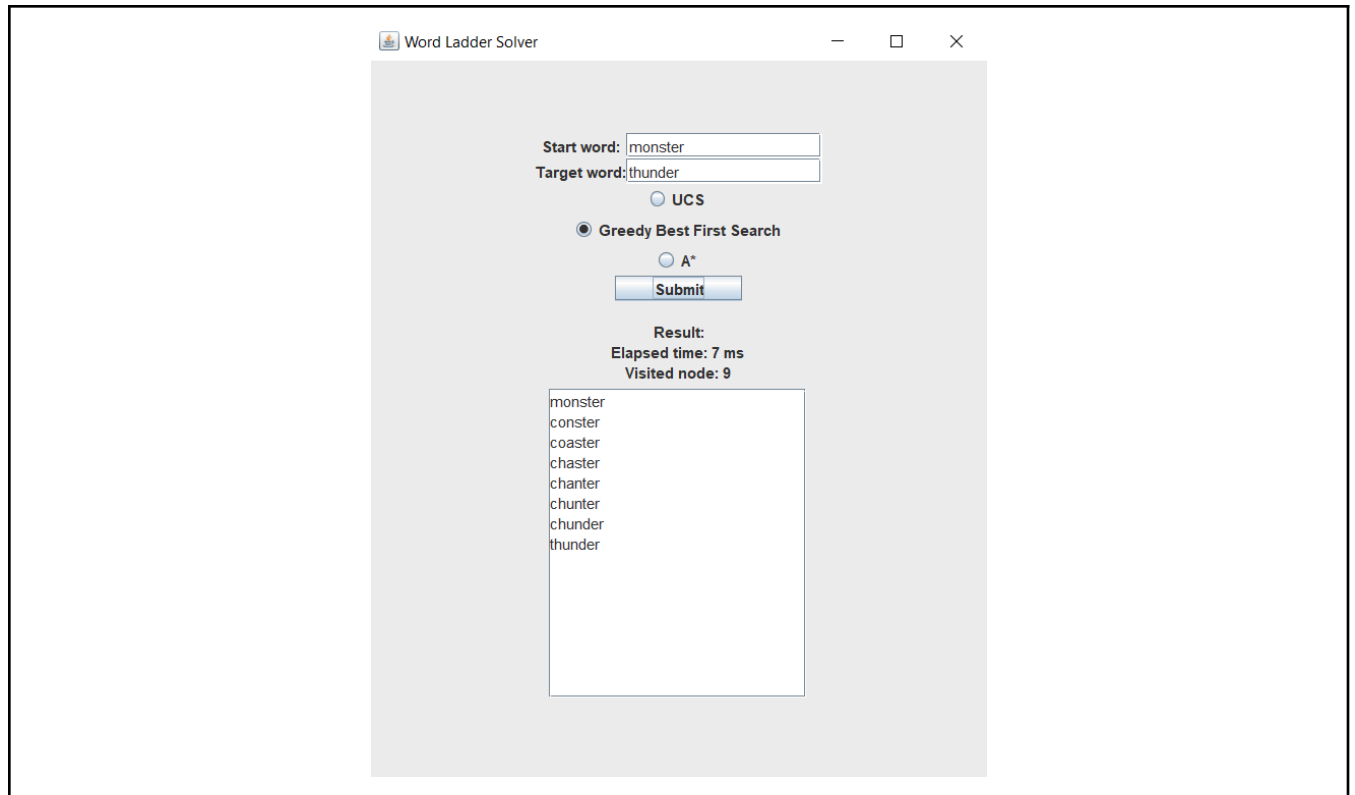 Word Ladder Solver
Start word: monster
Target word: thunder
UCS
Greedy Best First Search
A*
Submit
Result:
Elapsed time: 7 ms
Visited node: 9
monster
conster
coaster
chaster
chanter
chunter
chunder
thunder